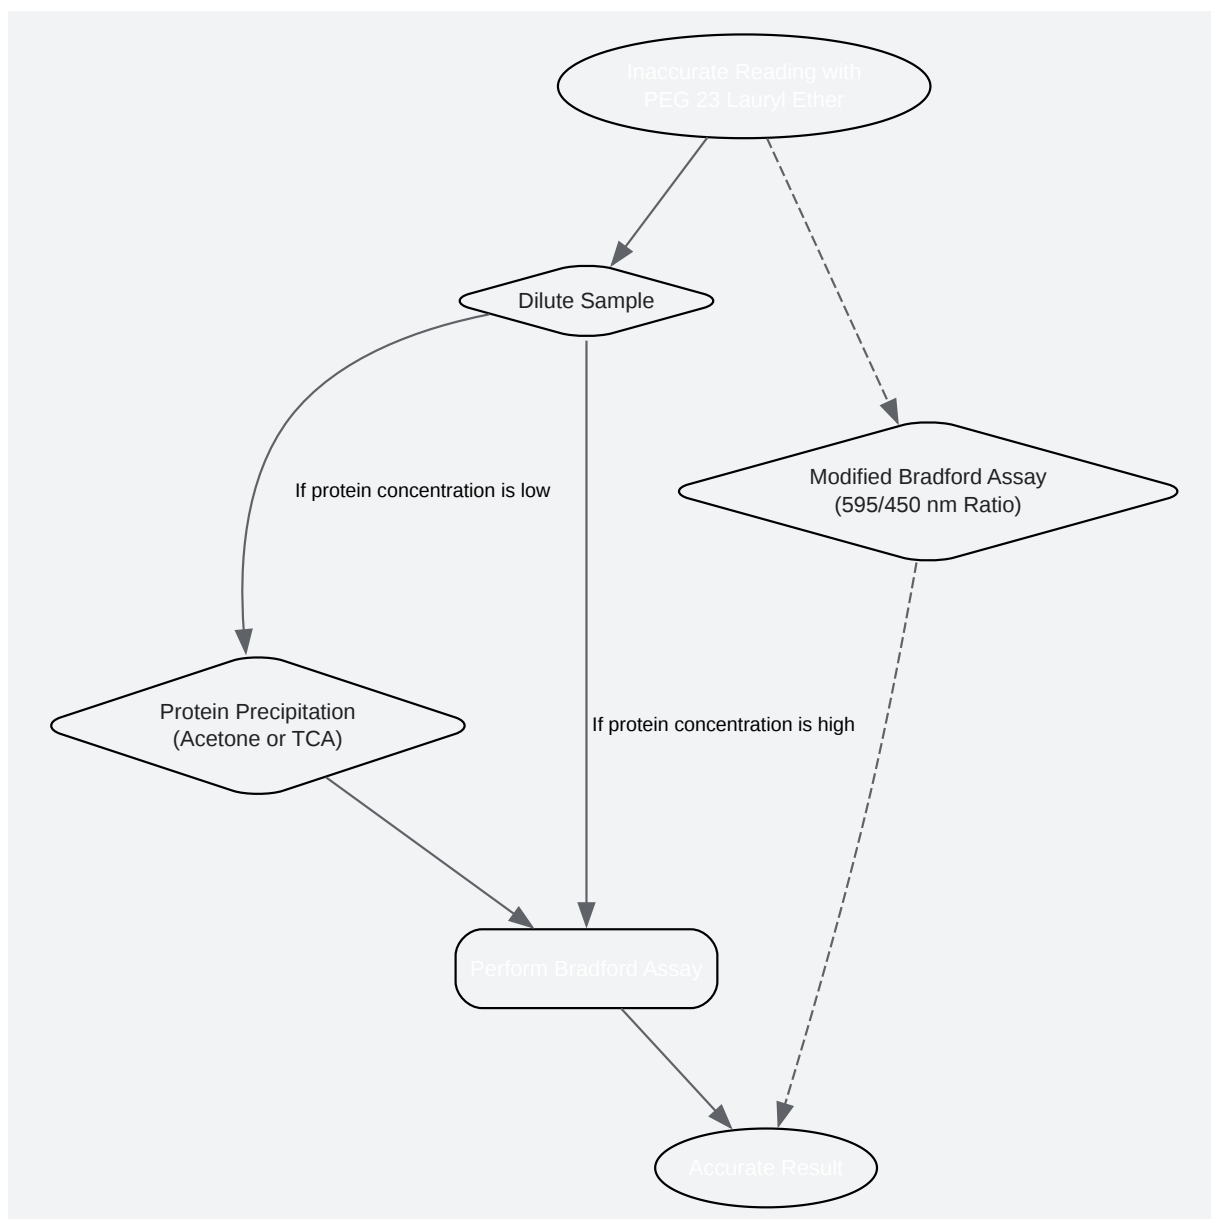 Inaccurate Reading with
PEG 23 Lauryl Ether
Dilute Sample
Modified Bradford Assay
(595/450 nm Ratio)
If protein concentration is low
Protein Precipitation
(Acetone or TCA)
If protein concentration is high
Perform Bradford Assay
Accurate Result